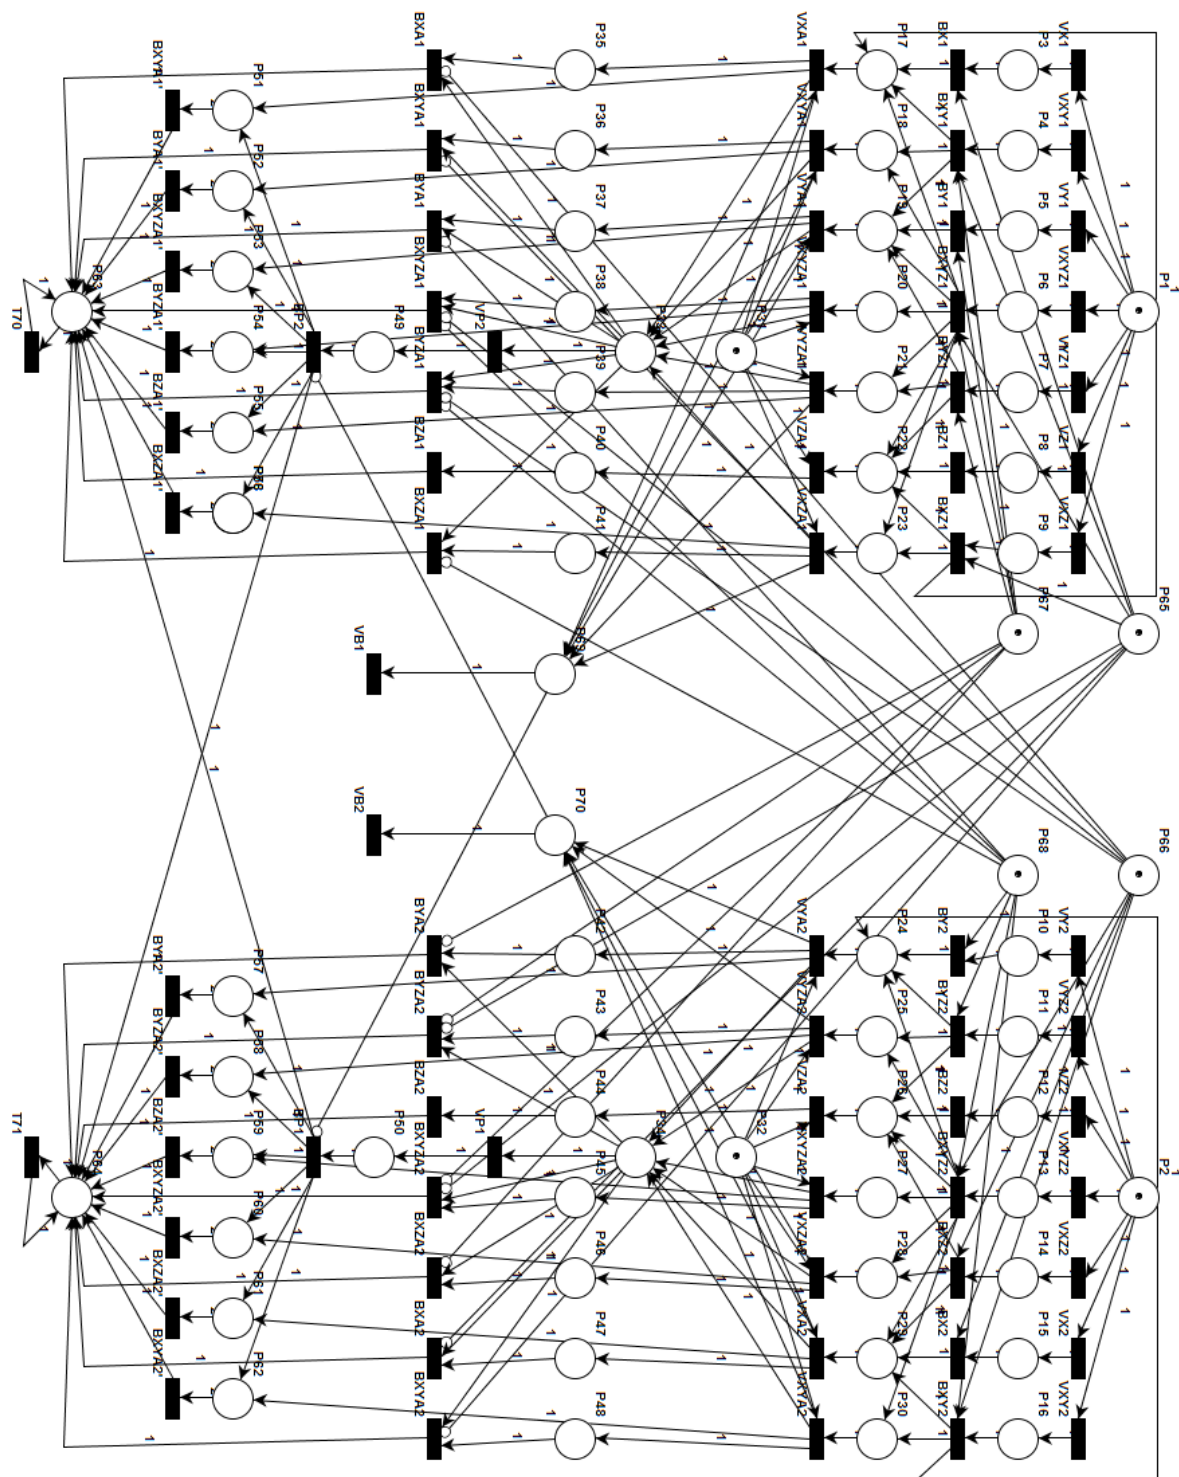 P1 1
P2 1
P65
P66
VX1 VXY1 VY1 VXYZ1 VYZ1 VZ1 VXZ1
VY2 VYZ2 VZ2 VXYZ2 VXZ2 VX2 VXY2
P3 P4 P5 P6 P7 P8 P9
P67
P68
P10 P11 P12 P13 P14 P15 P16
BX1 BXY1 BY1 BXYZ1 BYZ1 BZ1 BXZ1
BY2 BYZ2 BZ2 BXYZ2 BXZ2 BX2 BXY2
P17 P18 P19 P20 P21 P22 P23
P24 P25 P26 P27 P28 P29 P30
VXA1 VXYA1 VYA1 VXYZA1 VYZA1 VZA1 VXZA1
VYA2 VYZA2 VZA2 VXYZA2 VXZA2 VXA2 VXYA2
P31
P32
P34
P35 P36 P37 P38 P39 P40 P41
P69
P70
P42 P43 P44 P45 P46 P47 P48
VP2
VP1
BXA1 BXYA1 BYA1 BXYZA1 BYZA1 BZA1 BXZA1
BYA2 BYZA2 BZA2 BXYZA2 BXZA2 BXA2 BXYA2
P49
P50
VB1
VB2
BP2
BP1
P51 P52 P53 P54 P55
P57 P58 P59 P60 P61 P62
BXYA1' BYA1' BXYZA1' BYZA1' BZA1' BXZA1'
BYA2' BYZA2' BZA2' BXYZA2' BXZA2' BXYA2'
P63
P64
T70
T71